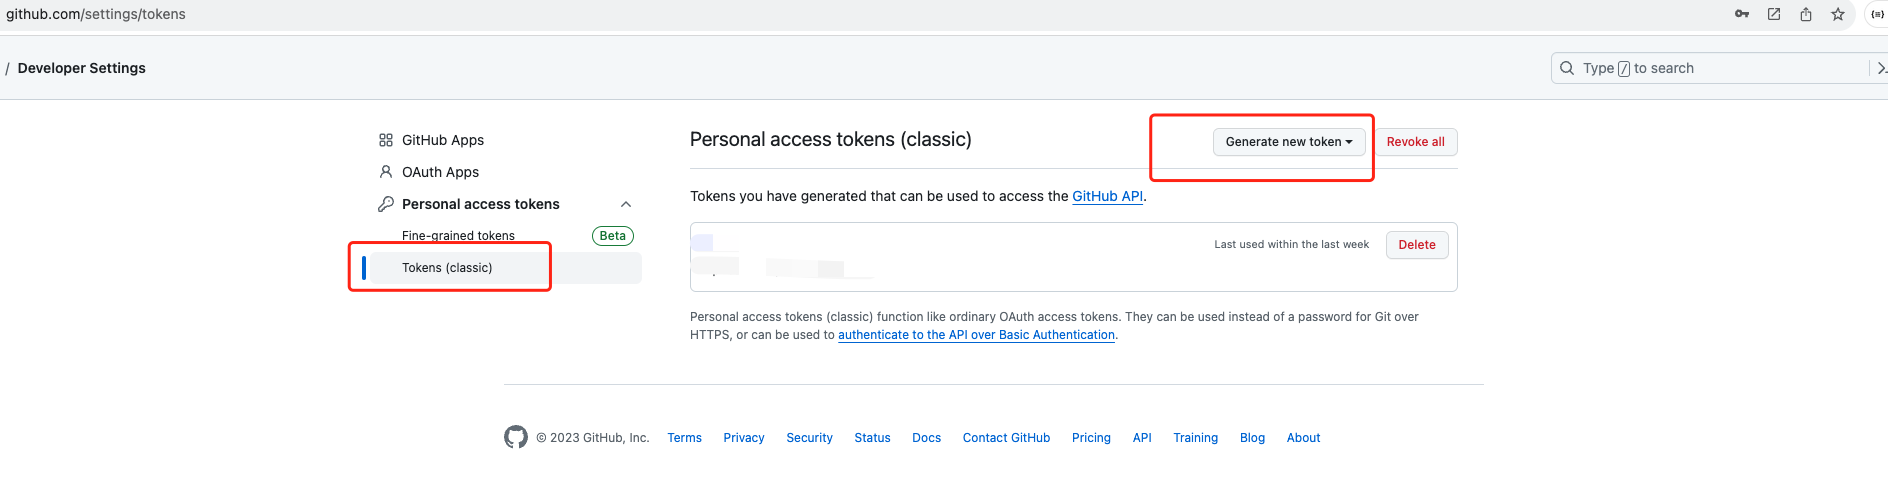 github.com/settings/tokens
/ Developer Settings
Type / to search
GitHub Apps
OAuth Apps
Personal access tokens
Fine-grained tokens Beta
Tokens (classic)
Personal access tokens (classic)
Generate new token
Revoke all
Tokens you have generated that can be used to access the GitHub API.
Last used within the last week
Delete
Personal access tokens (classic) function like ordinary OAuth access tokens. They can be used instead of a password for Git over
HTTPS, or can be used to authenticate to the API over Basic Authentication.
© 2023 GitHub, Inc. Terms Privacy Security Status Docs Contact GitHub Pricing API Training Blog About